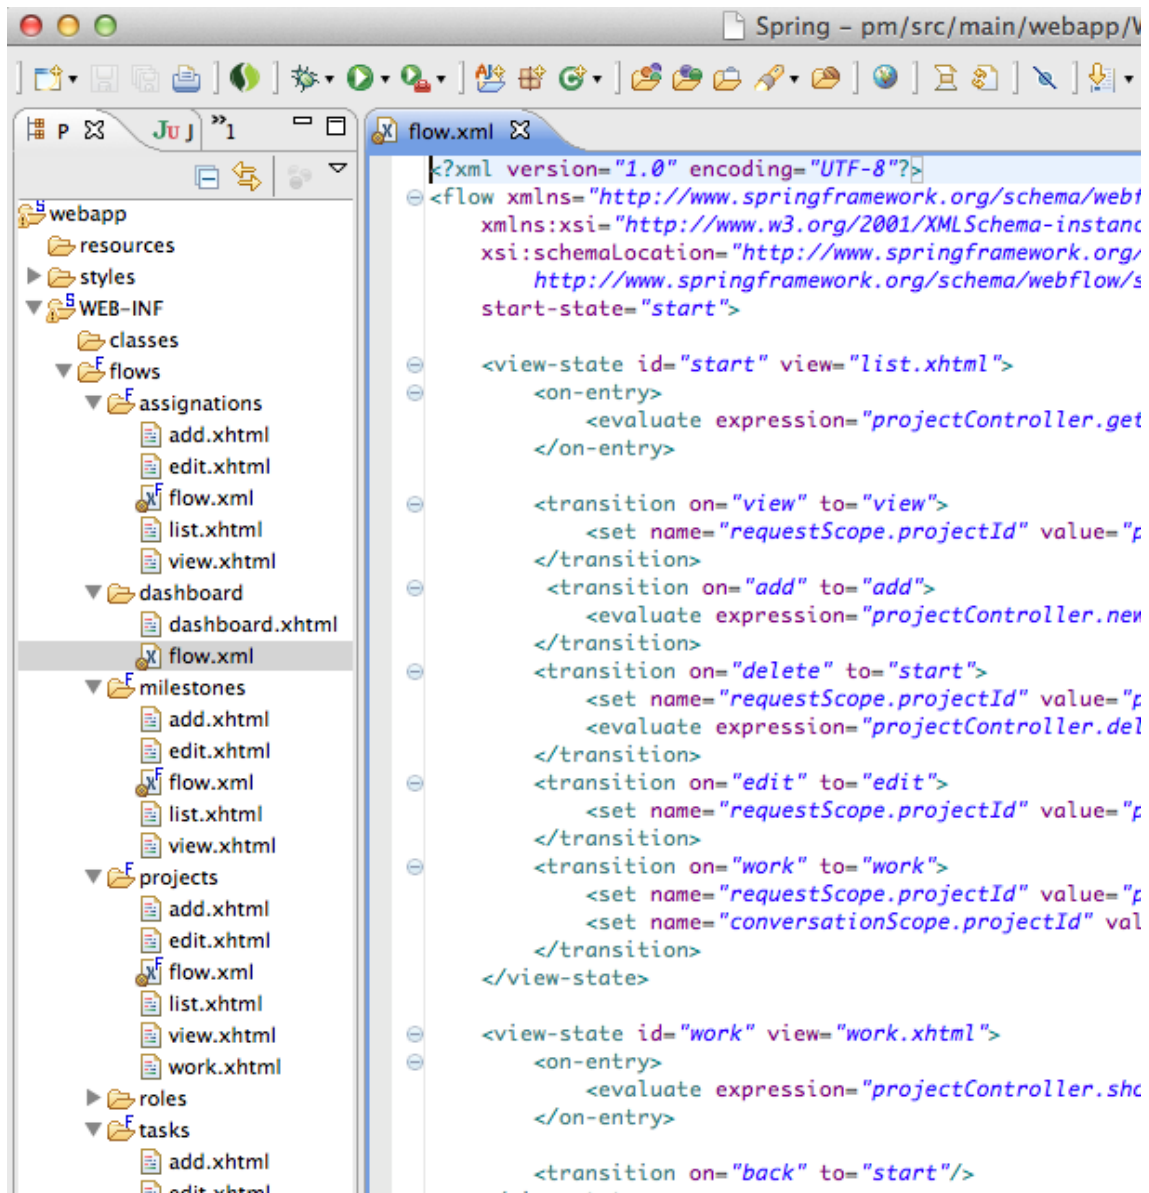 Spring – pm/src/main/webapp/
P
JU J
»1
flow.xml
webapp
resources
styles
WEB-INF
classes
flows
assignations
add.xhtml
edit.xhtml
flow.xml
list.xhtml
view.xhtml
dashboard
dashboard.xhtml
flow.xml
milestones
add.xhtml
edit.xhtml
flow.xml
list.xhtml
view.xhtml
projects
add.xhtml
edit.xhtml
flow.xml
list.xhtml
view.xhtml
work.xhtml
roles
tasks
add.xhtml
edit.xhtml
<?xml version="1.0" encoding="UTF-8"?>
<flow xmlns="http://www.springframework.org/schema/webf
xmlns:xsi="http://www.w3.org/2001/XMLSchema-instanc
xsi:schemaLocation="http://www.springframework.org/
http://www.springframework.org/schema/webflow/s
start-state="start">
<view-state id="start" view="list.xhtml">
<on-entry>
<evaluate expression="projectController.get
</on-entry>
<transition on="view" to="view">
<set name="requestScope.projectId" value="p
</transition>
<transition on="add" to="add">
<evaluate expression="projectController.new
</transition>
<transition on="delete" to="start">
<set name="requestScope.projectId" value="p
<evaluate expression="projectController.del
</transition>
<transition on="edit" to="edit">
<set name="requestScope.projectId" value="p
</transition>
<transition on="work" to="work">
<set name="requestScope.projectId" value="p
<set name="conversationScope.projectId" val
</transition>
</view-state>
<view-state id="work" view="work.xhtml">
<on-entry>
<evaluate expression="projectController.sho
</on-entry>
<transition on="back" to="start"/>